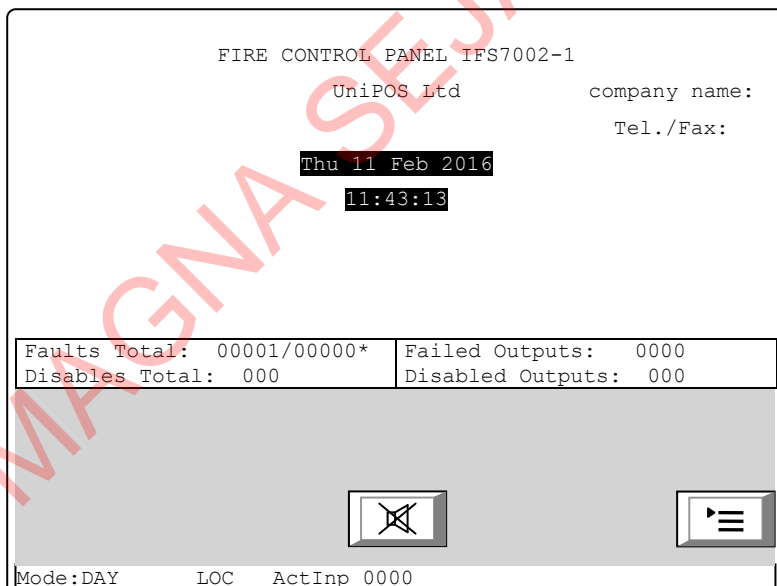 FIRE CONTROL PANEL IFS7002-1
UniPOS Ltd company name:
Tel./Fax:
Thu 11 Feb 2016
11:43:13
Faults Total: 00001/00000* Failed Outputs: 0000
Disables Total: 000 Disabled Outputs: 000
Mode:DAY LOC ActInp 0000
MAGNA SEJ